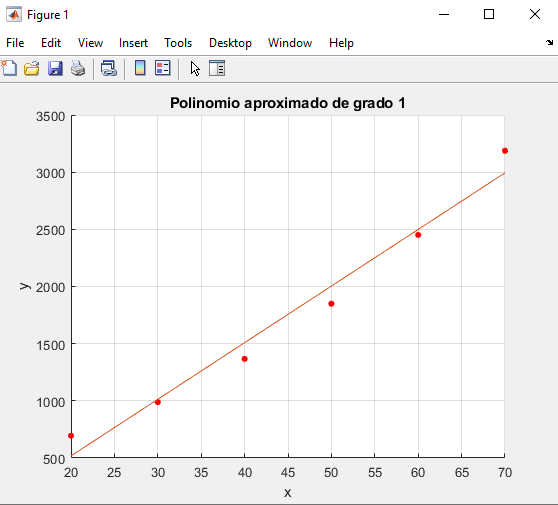 Figure 1
File Edit View Insert Tools Desktop Window Help
Polinomio aproximado de grado 1
3500
3000
2500
y 2000
1500
1000
500
20 25 30 35 40 45 50 55 60 65 70
x